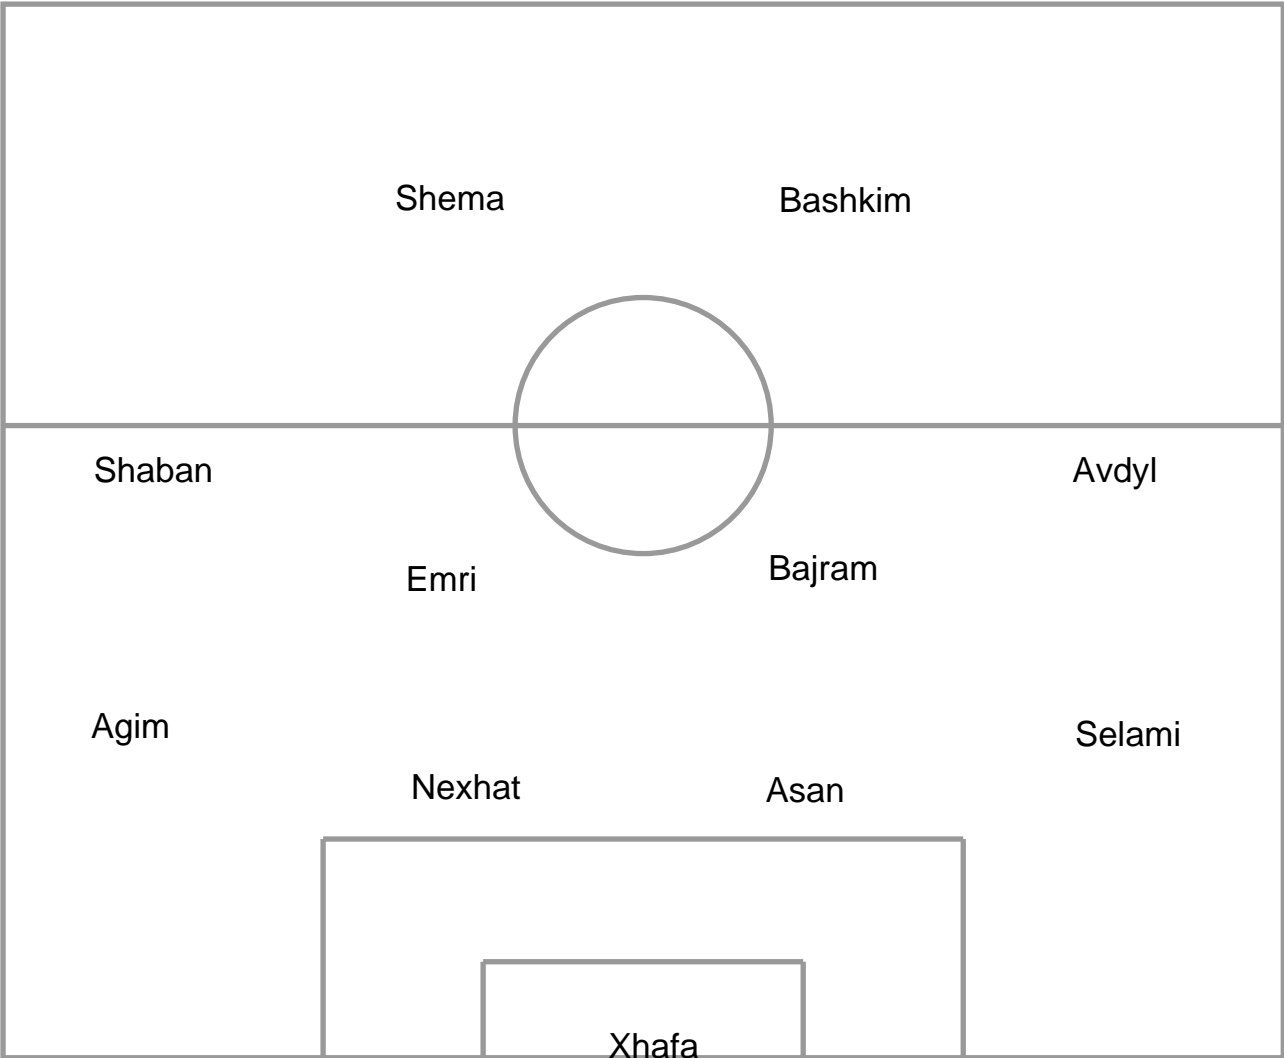 Shema Bashkim
Shaban Avdyl
Emri Bajram
Agim Selami
Nexhat Asan
Xhafa